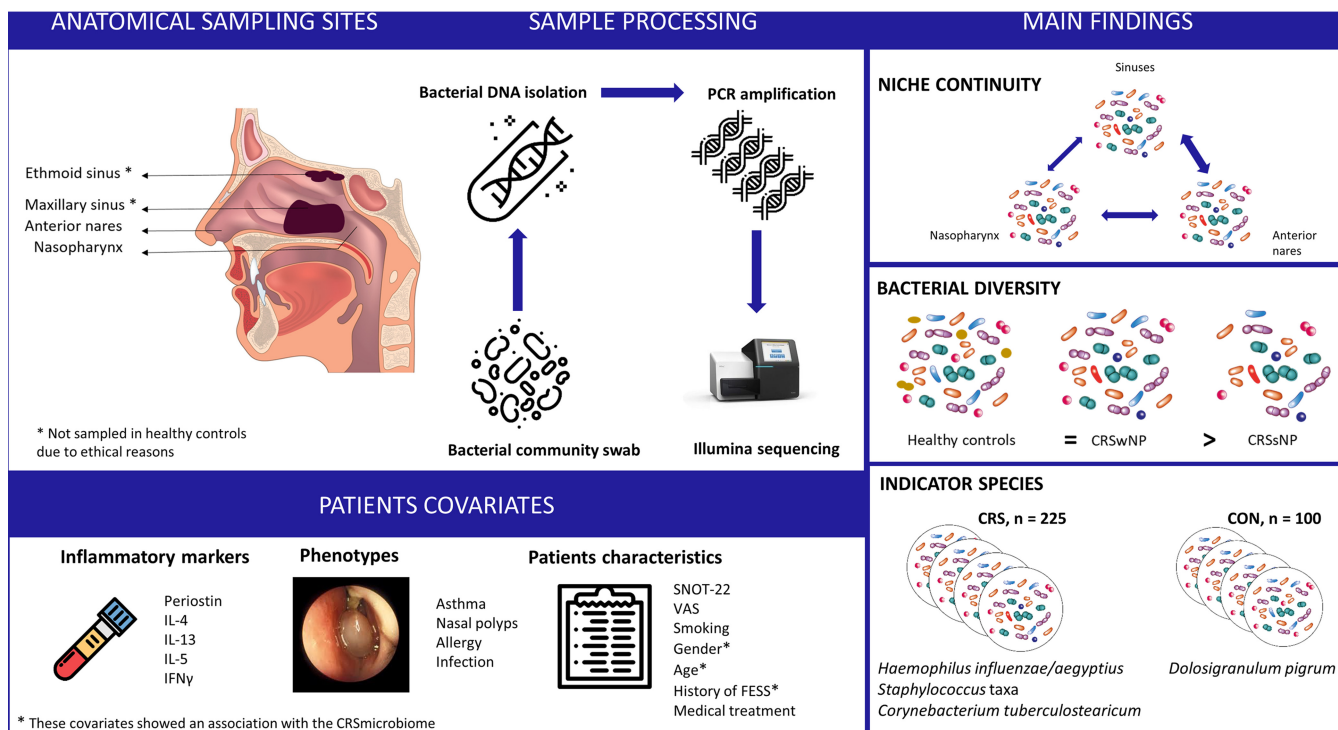 ANATOMICAL SAMPLING SITES
Ethmoid sinus *
Maxillary sinus *
Anterior nares
Nasopharynx
* Not sampled in healthy controls
due to ethical reasons
SAMPLE PROCESSING
Bacterial DNA isolation
PCR amplification
Bacterial community swab
Illumina sequencing
PATIENTS COVARIATES
Inflammatory markers
Periostin
IL-4
IL-13
IL-5
IFNγ
Phenotypes
Asthma
Nasal polyps
Allergy
Infection
Patients characteristics
SNOT-22
VAS
Smoking
Gender*
Age*
History of FESS*
Medical treatment
* These covariates showed an association with the CRSmicrobiome
MAIN FINDINGS
NICHE CONTINUITY
Sinuses
Nasopharynx
Anterior
nares
BACTERIAL DIVERSITY
Healthy controls = CRSwNP > CRSsNP
INDICATOR SPECIES
CRS, n = 225
Haemophilus influenzae/aegyptius
Staphylococcus taxa
Corynebacterium tuberculostearicum
CON, n = 100
Dolosigranulum pigrum